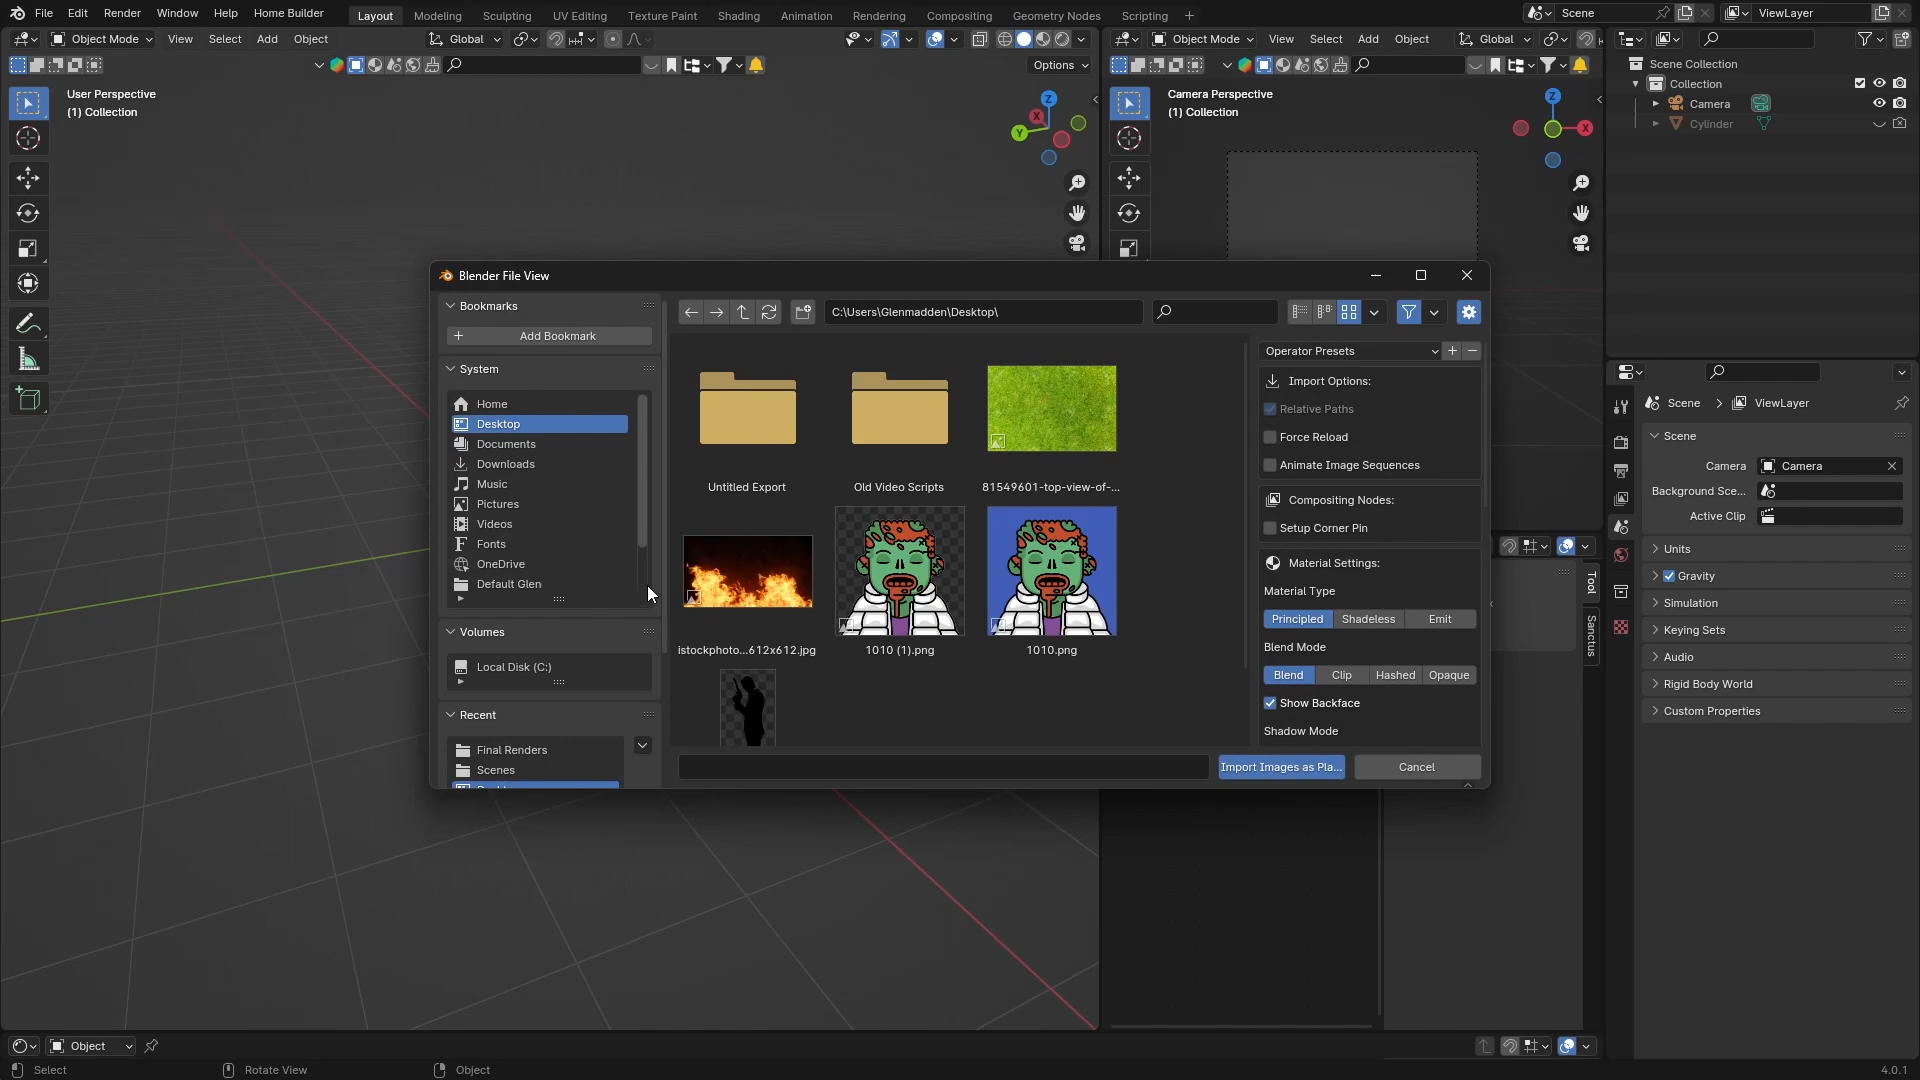 File Edit Render Window Help Home Builder Layout Modeling Sculpting UV Editing Texture Paint Shading Animation Rendering Compositing Geometry Nodes Scripting + Scene ViewLayer
Object Mode View Select Add Object Global Object Mode View Select Add Object Global
Options
User Perspective
(1) Collection
Z
X
Y
Camera Perspective
(1) Collection
Z
X
Scene Collection
Collection
Camera
Cylinder
Blender File View
Bookmarks
Add Bookmark
System
Home
Desktop
Documents
Downloads
Music
Pictures
Videos
Fonts
OneDrive
Default Glen
Volumes
Local Disk (C:)
Recent
Final Renders
Scenes
C:\Users\Glenmadden\Desktop\
Untitled Export
Old Video Scripts
81549601-top-view-of-...
istockphoto...612x612.jpg
1010 (1).png
1010.png
Operator Presets
Import Options:
Relative Paths
Force Reload
Animate Image Sequences
Compositing Nodes:
Setup Corner Pin
Material Settings:
Material Type
Principled Shadeless Emit
Blend Mode
Blend Clip Hashed Opaque
Show Backface
Shadow Mode
Import Images as Pla...
Cancel
Tool
Sanctus
Scene ViewLayer
Scene
Camera Camera
Background Sce...
Active Clip
Units
Gravity
Simulation
Keying Sets
Audio
Rigid Body World
Custom Properties
Object
Select Rotate View Object 4.0.1